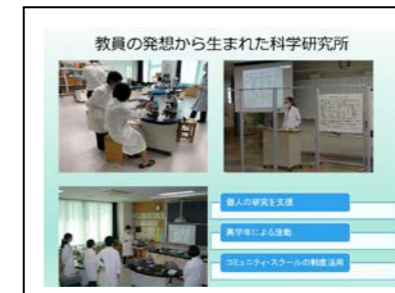 教員の発想から生まれた科学研究所
個人の研究を支援
異学年による活動
コミュニティ・スクールの制度活用